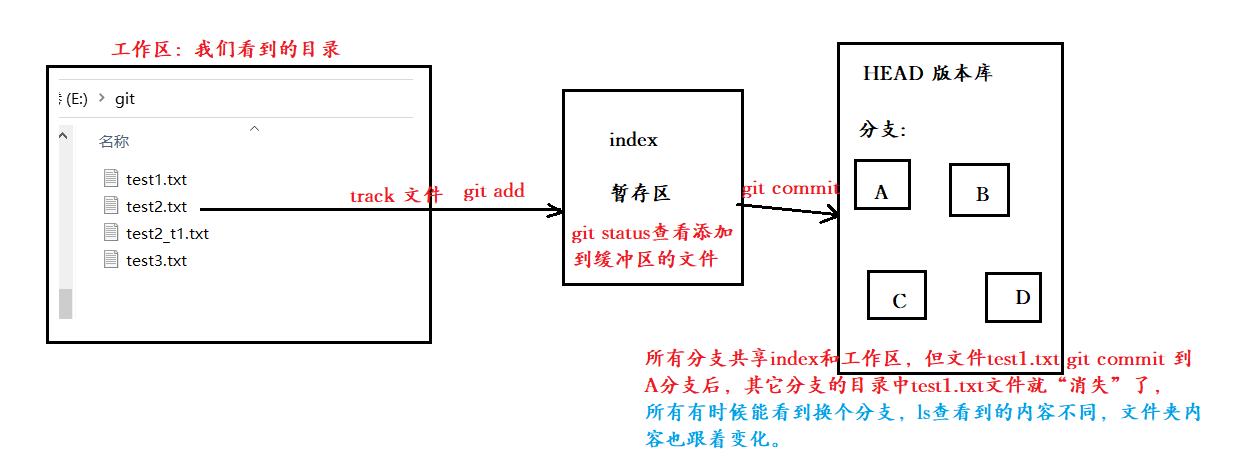 工作区：我们看到的目录
(E:) > git
名称
test1.txt
test2.txt
test2_t1.txt
test3.txt
track 文件 git add
index
暂存区
git status查看添加
到缓冲区的文件
git commit
HEAD 版本库
分支:
A
B
C
D
所有分支共享index和工作区，但文件test1.txt git commit 到
A分支后，其它分支的目录中test1.txt文件就“消失”了，
所有有时候能看到换个分支，ls查看到的内容不同，文件夹内
容也跟着变化。